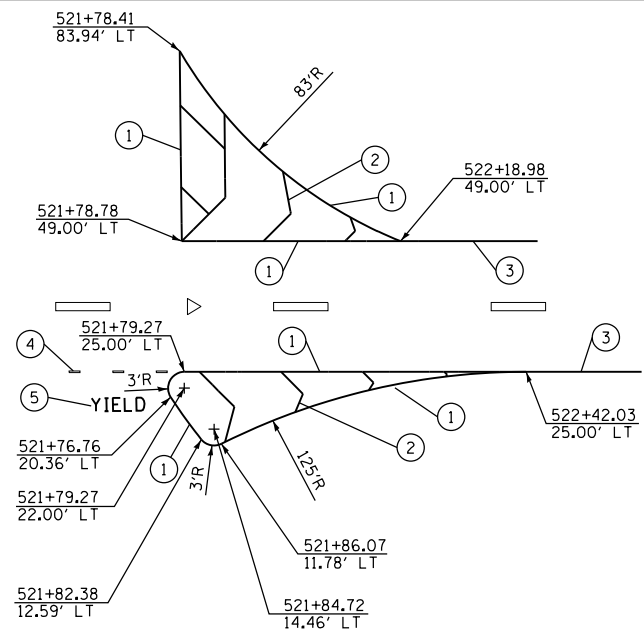 521+78.41
83.94' LT
83'R
1
2
1
522+18.98
49.00' LT
521+78.78
49.00' LT
1
3
521+79.27
25.00' LT
1
3
4
3'R
5
YIELD
1
2
522+42.03
25.00' LT
521+76.76
20.36' LT
1
125'R
3'R
521+79.27
22.00' LT
521+86.07
11.78' LT
521+82.38
12.59' LT
521+84.72
14.46' LT